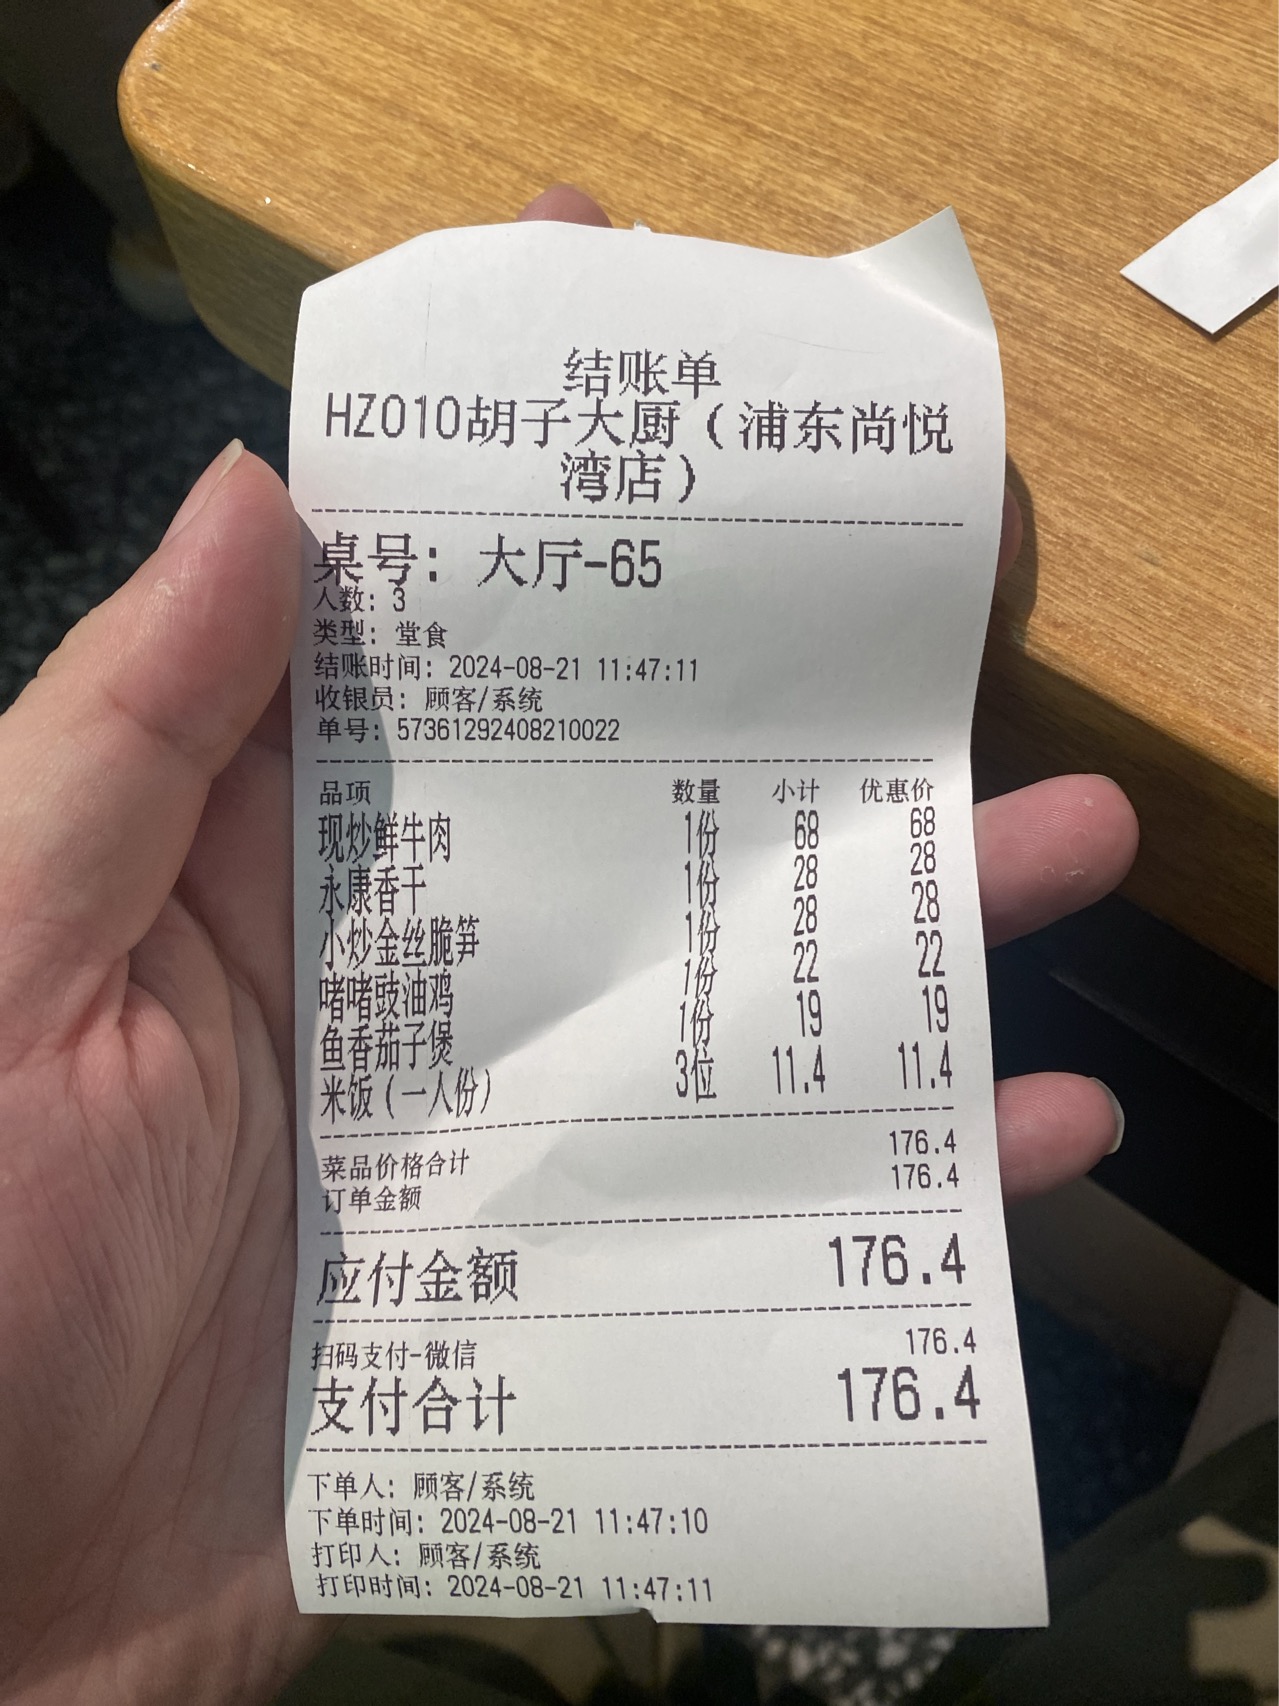 结账单
HZ010胡子大厨（浦东尚悦
湾店）
桌号: 大厅-65
人数: 3
类型: 堂食
结账时间: 2024-08-21 11:47:11
收银员: 顾客/系统
单号: 573612924082​10022
品项 数量 小计 优惠价
现炒鲜牛肉 1份 68 68
永康香干 1份 28 28
小炒金丝脆笋 1份 28 28
啫啫豉油鸡 1份 22 22
鱼香茄子煲 1份 19 19
米饭（一人份） 3位 11.4 11.4
菜品价格合计 176.4
订单金额 176.4
应付金额 176.4
扫码支付-微信 176.4
支付合计 176.4
下单人: 顾客/系统
下单时间: 2024-08-21 11:47:10
打印人: 顾客/系统
打印时间: 2024-08-21 11:47:11